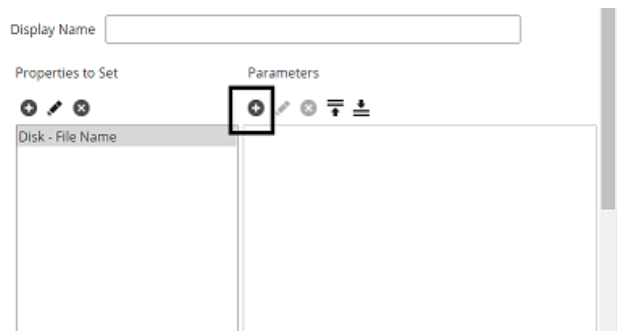 Display Name
Properties to Set
Parameters
Disk - File Name